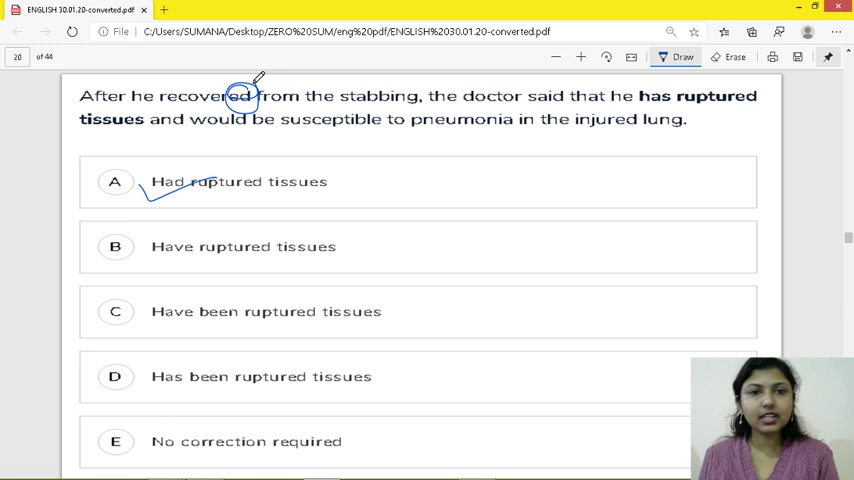 ENGLISH 30.01.20-converted.pdf
File C:/Users/SUMANA/Desktop/ZERO%20SUM/eng%20pdf/ENGLISH%2030.01.20-converted.pdf
20 of 44
Draw Erase
After he recovered from the stabbing, the doctor said that he has ruptured
tissues and would be susceptible to pneumonia in the injured lung.
A Had ruptured tissues
B Have ruptured tissues
C Have been ruptured tissues
D Has been ruptured tissues
E No correction required